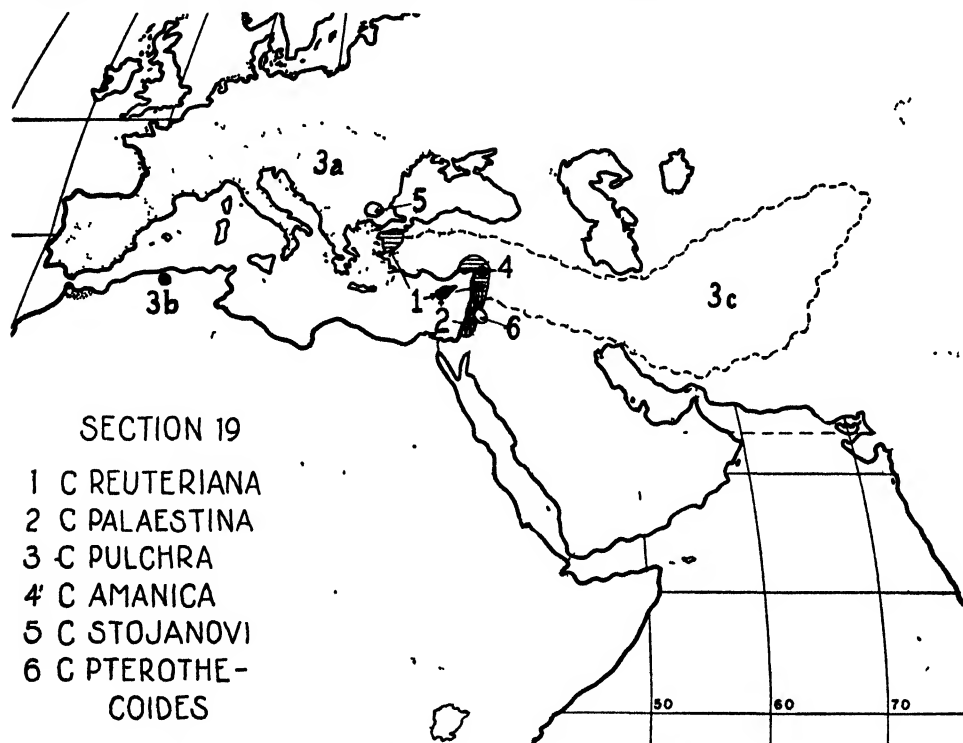 3a
5
3b
1
4
2
6
3c
SECTION 19
1 C REUTERIANA
2 C PALAESTINA
3 C PULCHRA
4 C AMANICA
5 C STOJANOVI
6 C PTEROTHE-
COIDES
50
60
70